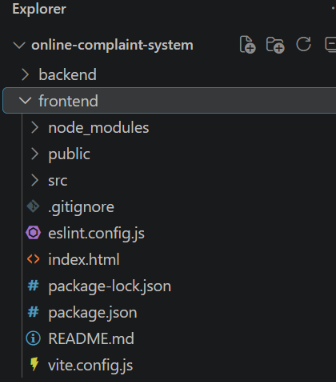 Explorer
online-complaint-system
backend
frontend
node_modules
public
src
.gitignore
eslint.config.js
index.html
package-lock.json
package.json
README.md
vite.config.js